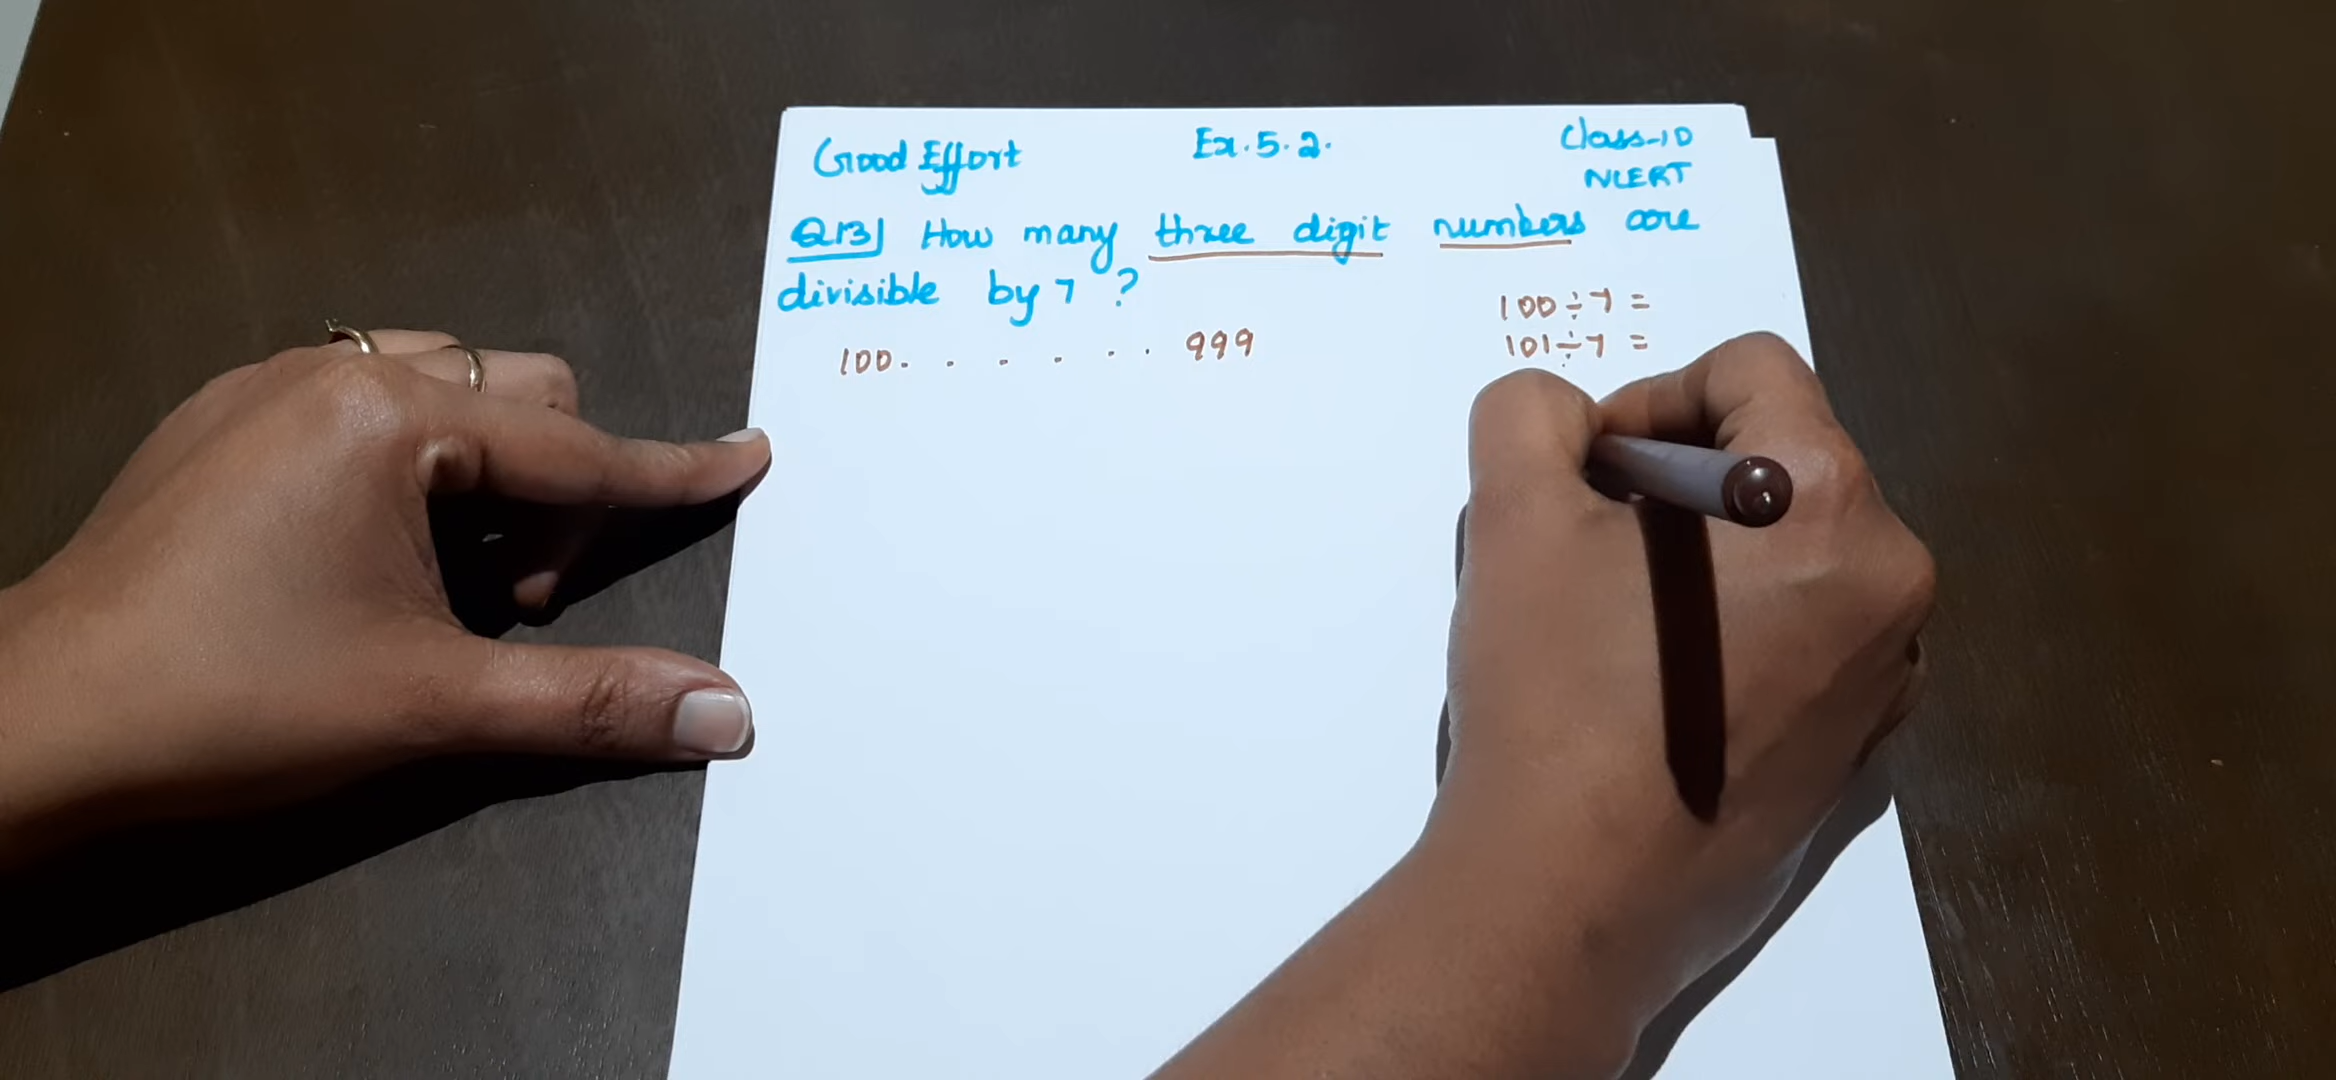 Good Effort Ex. 5.2. Class-10
NCERT
Q13] How many three digit numbers are
divisible by 7 ?
100 ÷ 7 =
100. . . . . . . 999
101 ÷ 7 =